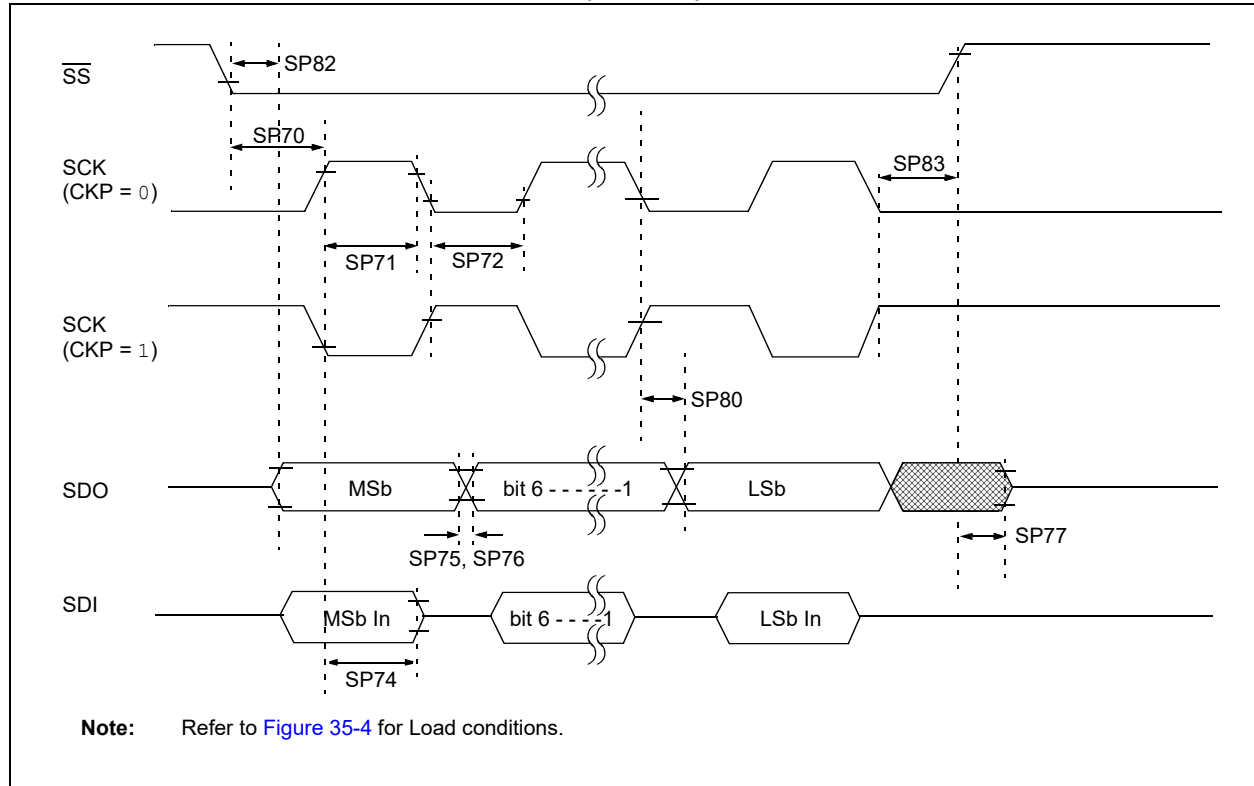 SS
SP82
SP70
SCK
(CKP = 0)
SP83
SP71
SP72
SCK
(CKP = 1)
SP80
SDO
MSb
bit 6 - - - - - -1
LSb
SP75, SP76
SP77
SDI
MSb In
bit 6 - - - -1
LSb In
SP74
Note: Refer to Figure 35-4 for Load conditions.